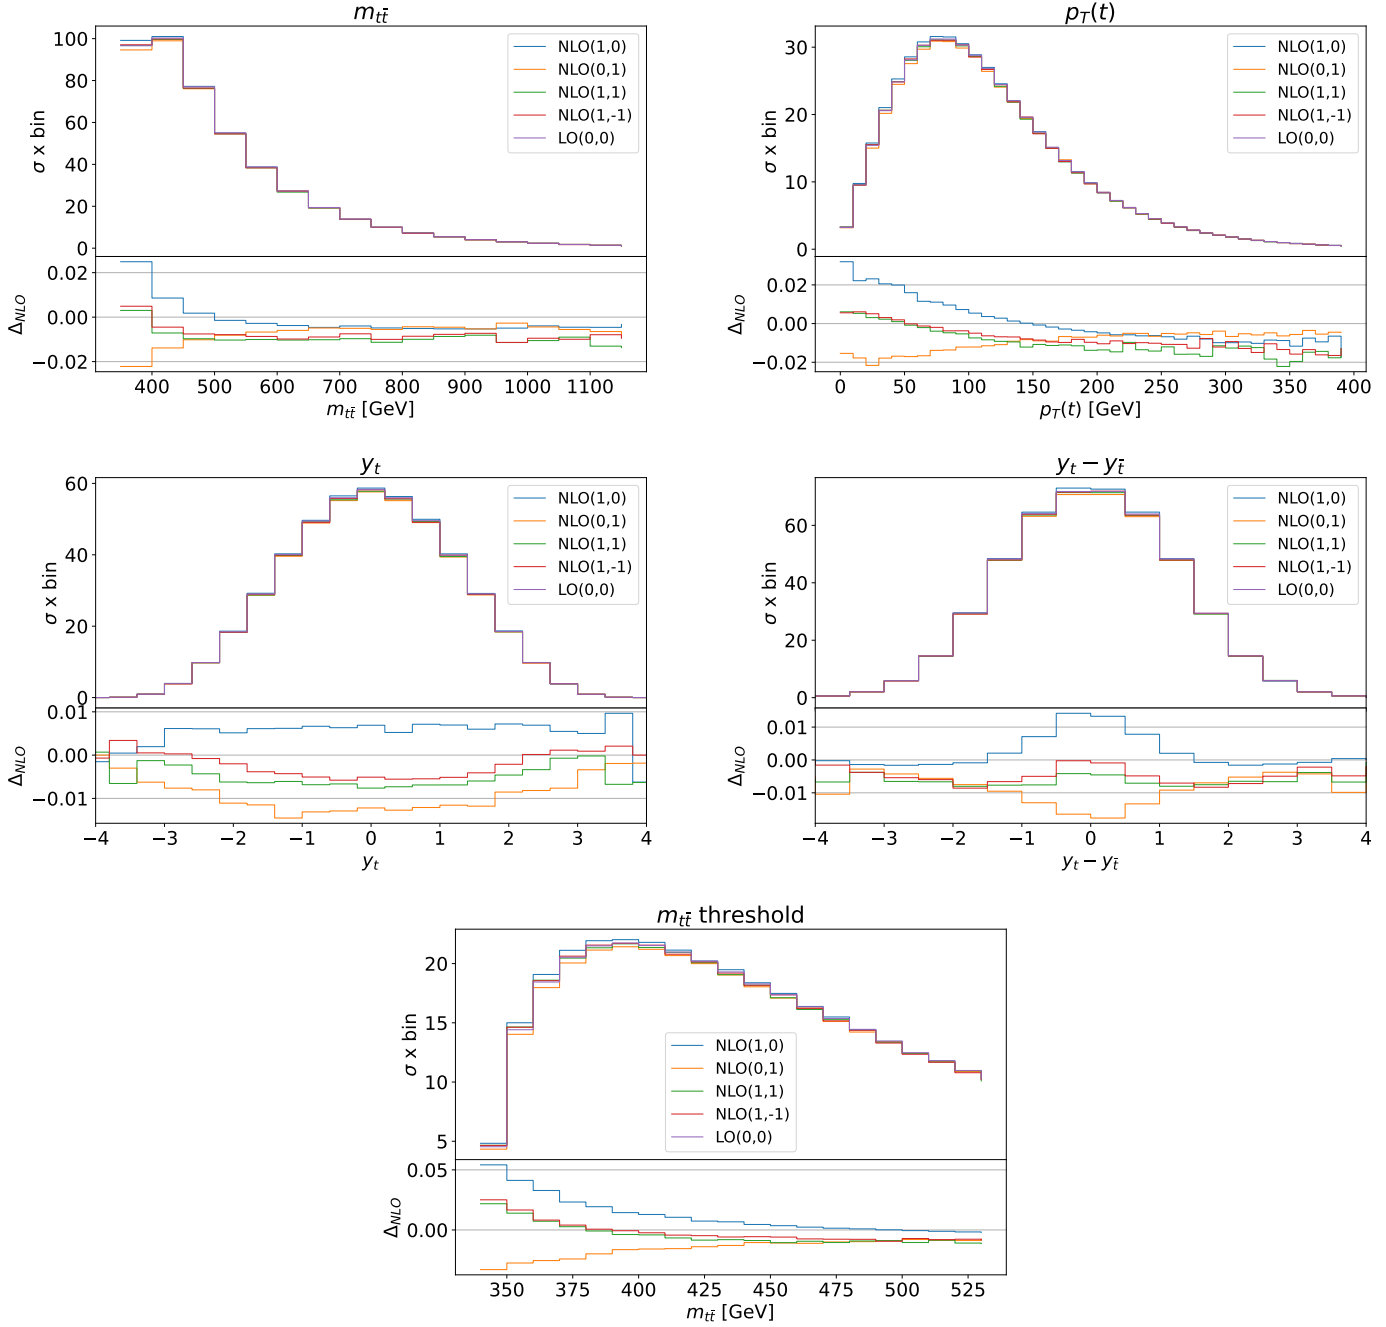 m_{tt̄}
σ x bin
100
80
60
40
20
0
NLO(1,0)
NLO(0,1)
NLO(1,1)
NLO(1,-1)
LO(0,0)
Δ_{NLO}
0.02
0.00
−0.02
400 500 600 700 800 900 1000 1100
m_{tt̄} [GeV]
p_T(t)
σ x bin
30
20
10
0
NLO(1,0)
NLO(0,1)
NLO(1,1)
NLO(1,-1)
LO(0,0)
Δ_{NLO}
0.02
0.00
−0.02
0 50 100 150 200 250 300 350 400
p_T(t) [GeV]
y_t
σ x bin
60
40
20
0
NLO(1,0)
NLO(0,1)
NLO(1,1)
NLO(1,-1)
LO(0,0)
Δ_{NLO}
0.01
0.00
−0.01
−4 −3 −2 −1 0 1 2 3 4
y_t
y_t − y_{t̄}
σ x bin
60
40
20
0
NLO(1,0)
NLO(0,1)
NLO(1,1)
NLO(1,-1)
LO(0,0)
Δ_{NLO}
0.01
0.00
−0.01
−4 −3 −2 −1 0 1 2 3 4
y_t − y_{t̄}
m_{tt̄} threshold
σ x bin
20
15
10
5
NLO(1,0)
NLO(0,1)
NLO(1,1)
NLO(1,-1)
LO(0,0)
Δ_{NLO}
0.05
0.00
350 375 400 425 450 475 500 525
m_{tt̄} [GeV]